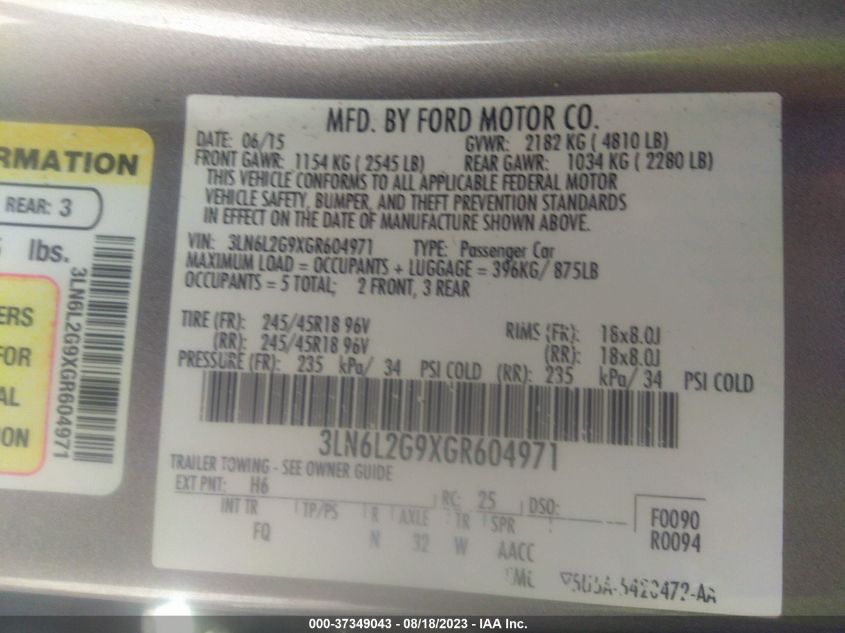 RMATION
REAR: 3
lbs.
3LN6L2G9XGR604971
ERS
FOR
AL
ON
MFD. BY FORD MOTOR CO.
DATE: 06/15 GVWR: 2182 KG ( 4810 LB)
FRONT GAWR: 1154 KG ( 2545 LB) REAR GAWR: 1034 KG ( 2280 LB)
THIS VEHICLE CONFORMS TO ALL APPLICABLE FEDERAL MOTOR
VEHICLE SAFETY, BUMPER, AND THEFT PREVENTION STANDARDS
IN EFFECT ON THE DATE OF MANUFACTURE SHOWN ABOVE.
VIN: 3LN6L2G9XGR604971 TYPE: Passenger Car
MAXIMUM LOAD = OCCUPANTS + LUGGAGE = 396KG/ 875LB
OCCUPANTS = 5 TOTAL; 2 FRONT, 3 REAR
TIRE (FR): 245/45R18 96V RIMS (FR): 18x8.0J
(RR): 245/45R18 96V (RR): 18x8.0J
PRESSURE (FR): 235 kPa/ 34 PSI COLD (RR): 235 kPa/ 34 PSI COLD
3LN6L2G9XGR604971
TRAILER TOWING - SEE OWNER GUIDE
EXT PNT: H6 RC: 25 DSO:
INT TR TP/PS R AXLE TR SPR F0090
FQ N 32 W AACC R0094
000-37349043 - 08/18/2023 - IAA Inc.